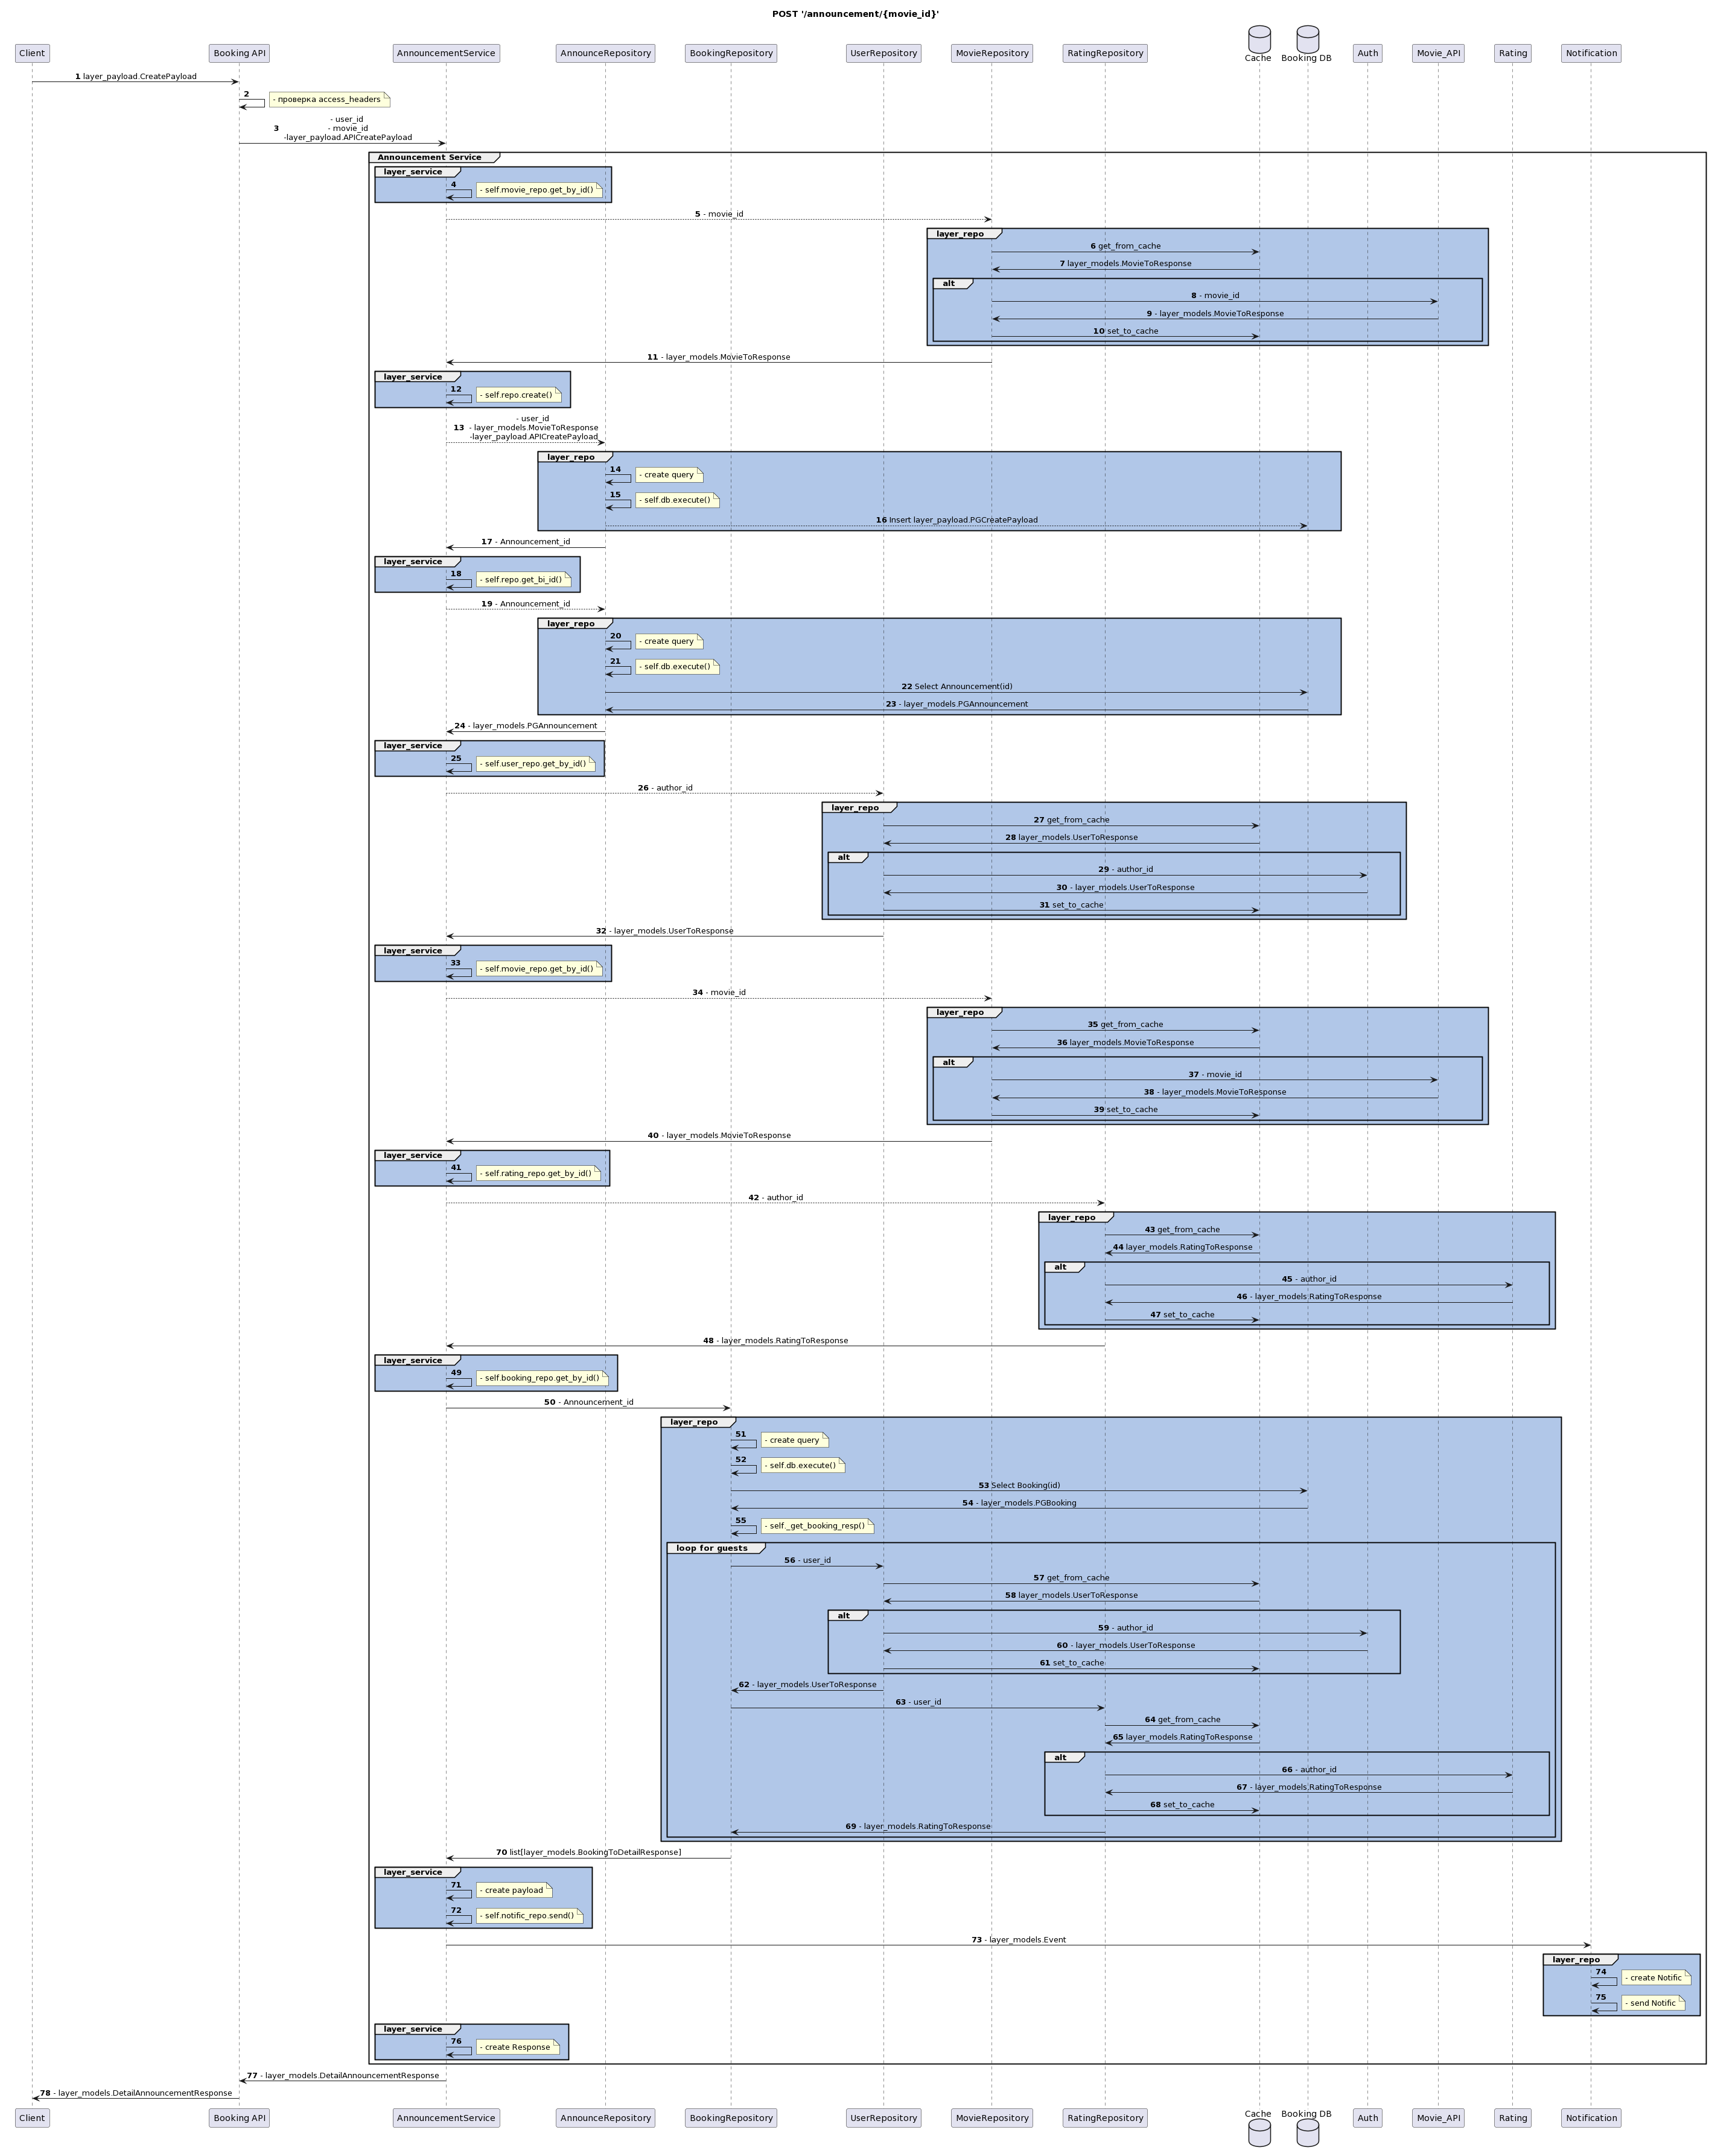 POST '/announcement/{movie_id}'
Client
Booking API
AnnouncementService
AnnounceRepository
BookingRepository
UserRepository
MovieRepository
RatingRepository
Cache
Booking DB
Auth
Movie_API
Rating
Notification
1 layer_payload.CreatePayload
2
- проверка access_headers
- user_id
3 - movie_id
-layer_payload.APICreatePayload
Announcement Service
layer_service
4
- self.movie_repo.get_by_id()
5 - movie_id
layer_repo
6 get_from_cache
7 layer_models.MovieToResponse
alt
8 - movie_id
9 - layer_models.MovieToResponse
10 set_to_cache
11 - layer_models.MovieToResponse
layer_service
12
- self.repo.create()
- user_id
13 - layer_models.MovieToResponse
-layer_payload.APICreatePayload
layer_repo
14
- create query
15
- self.db.execute()
16 Insert layer_payload.PGCreatePayload
17 - Announcement_id
layer_service
18
- self.repo.get_bi_id()
19 - Announcement_id
layer_repo
20
- create query
21
- self.db.execute()
22 Select Announcement(id)
23 - layer_models.PGAnnouncement
24 - layer_models.PGAnnouncement
layer_service
25
- self.user_repo.get_by_id()
26 - author_id
layer_repo
27 get_from_cache
28 layer_models.UserToResponse
alt
29 - author_id
30 - layer_models.UserToResponse
31 set_to_cache
32 - layer_models.UserToResponse
layer_service
33
- self.movie_repo.get_by_id()
34 - movie_id
layer_repo
35 get_from_cache
36 layer_models.MovieToResponse
alt
37 - movie_id
38 - layer_models.MovieToResponse
39 set_to_cache
40 - layer_models.MovieToResponse
layer_service
41
- self.rating_repo.get_by_id()
42 - author_id
layer_repo
43 get_from_cache
44 layer_models.RatingToResponse
alt
45 - author_id
46 - layer_models.RatingToResponse
47 set_to_cache
48 - layer_models.RatingToResponse
layer_service
49
- self.booking_repo.get_by_id()
50 - Announcement_id
layer_repo
51
- create query
52
- self.db.execute()
53 Select Booking(id)
54 - layer_models.PGBooking
55
- self._get_booking_resp()
loop for guests
56 - user_id
57 get_from_cache
58 layer_models.UserToResponse
alt
59 - author_id
60 - layer_models.UserToResponse
61 set_to_cache
62 - layer_models.UserToResponse
63 - user_id
64 get_from_cache
65 layer_models.RatingToResponse
alt
66 - author_id
67 - layer_models.RatingToResponse
68 set_to_cache
69 - layer_models.RatingToResponse
70 list[layer_models.BookingToDetailResponse]
layer_service
71
- create payload
72
- self.notific_repo.send()
73 - layer_models.Event
layer_repo
74
- create Notific
75
- send Notific
layer_service
76
- create Response
77 - layer_models.DetailAnnouncementResponse
78 - layer_models.DetailAnnouncementResponse
Client
Booking API
AnnouncementService
AnnounceRepository
BookingRepository
UserRepository
MovieRepository
RatingRepository
Cache
Booking DB
Auth
Movie_API
Rating
Notification